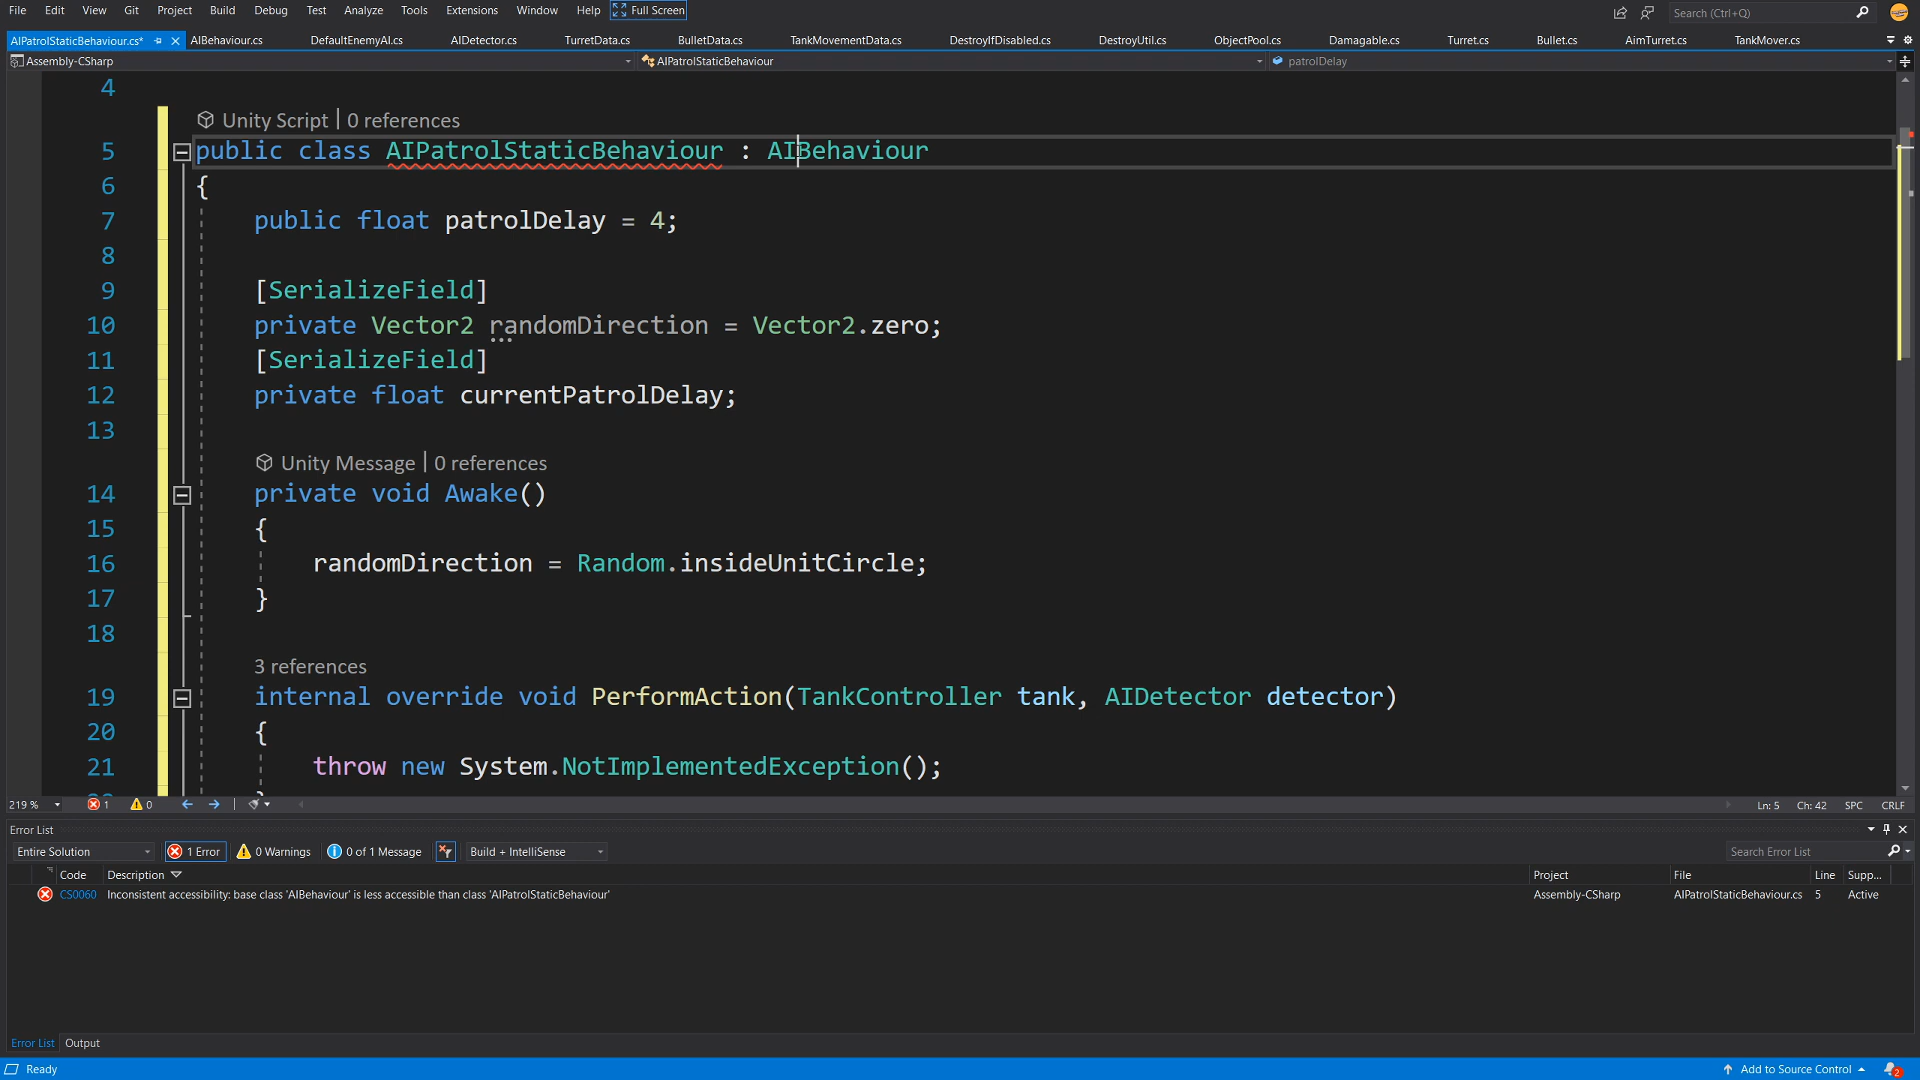 File Edit View Git Project Build Debug Test Analyze Tools Extensions Window Help Full Screen Search (Ctrl+Q)
AIPatrolStaticBehaviour.cs* AIBehaviour.cs DefaultEnemyAI.cs AIDetector.cs TurretData.cs BulletData.cs TankMovementData.cs DestroyIfDisabled.cs DestroyUtil.cs ObjectPool.cs Damagable.cs Turret.cs Bullet.cs AimTurret.cs TankMover.cs
Assembly-CSharp AIPatrolStaticBehaviour patrolDelay
4
Unity Script | 0 references
5 public class AIPatrolStaticBehaviour : AIBehaviour
6 {
7 public float patrolDelay = 4;
8
9 [SerializeField]
10 private Vector2 randomDirection = Vector2.zero;
11 [SerializeField]
12 private float currentPatrolDelay;
13
Unity Message | 0 references
14 private void Awake()
15 {
16 randomDirection = Random.insideUnitCircle;
17 }
18
3 references
19 internal override void PerformAction(TankController tank, AIDetector detector)
20 {
21 throw new System.NotImplementedException();
219 % 1 0 Ln: 5 Ch: 42 SPC CRLF
Error List
Entire Solution 1 Error 0 Warnings 0 of 1 Message Build + IntelliSense Search Error List
Code Description Project File Line Supp...
CS0060 Inconsistent accessibility: base class 'AIBehaviour' is less accessible than class 'AIPatrolStaticBehaviour' Assembly-CSharp AIPatrolStaticBehaviour.cs 5 Active
Error List Output
Ready Add to Source Control 2